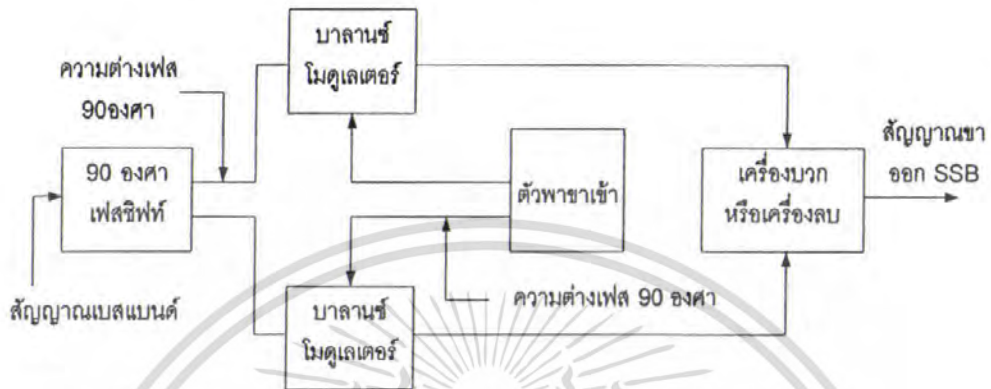 บาลานซ์
โมดูเลเตอร์
ความต่างเฟส
90องศา
สัญญาณขา
ออก SSB
90 องศา
เฟสชิฟท์
ตัวพาขาเข้า
เครื่องบวก
หรือเครื่องลบ
สัญญาณเบสแบนด์
ความต่างเฟส 90 องศา
บาลานซ์
โมดูเลเตอร์